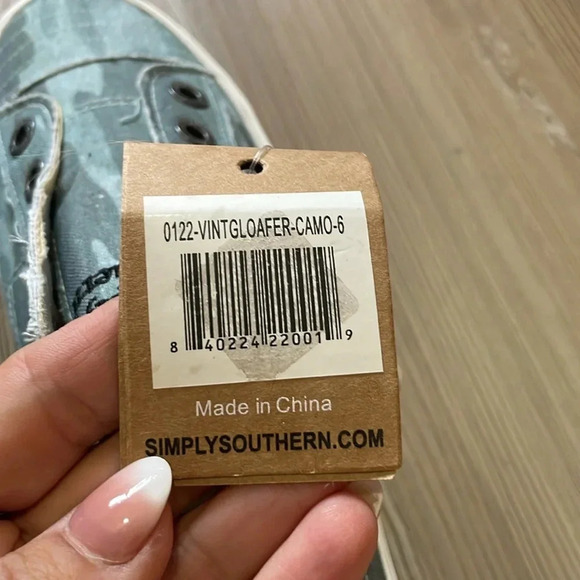 0122-VINTGLOAFER-CAMO-6
8 40224 22001 9
Made in China
SIMPLYSOUTHERN.COM